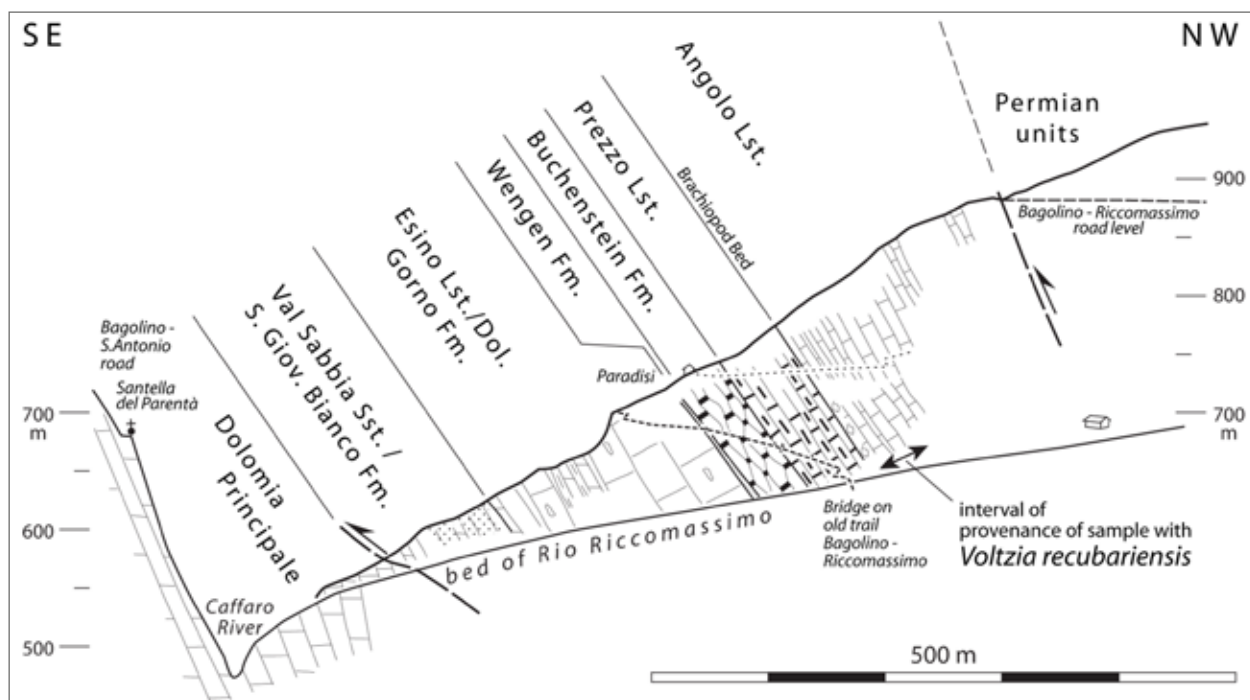 SE
NW
Angolo Lst.
Prezzo Lst.
Buchenstein Fm.
Wengen Fm.
Esino Lst./Dol.
Gorno Fm.
Val Sabbia Sst./
S. Giov. Bianco Fm.
Dolomia
Principale
Brachiopod Bed
Permian
units
900
Bagolino - Riccomassimo
road level
800
700
m
Bagolino -
S.Antonio
road
Santella
del Parentà
700
m
600
500
Paradisi
Caffaro
River
bed of Rio Riccomassimo
Bridge on
old trail
Bagolino -
Riccomassimo
interval of
provenance of sample with
Voltzia recubariensis
500 m